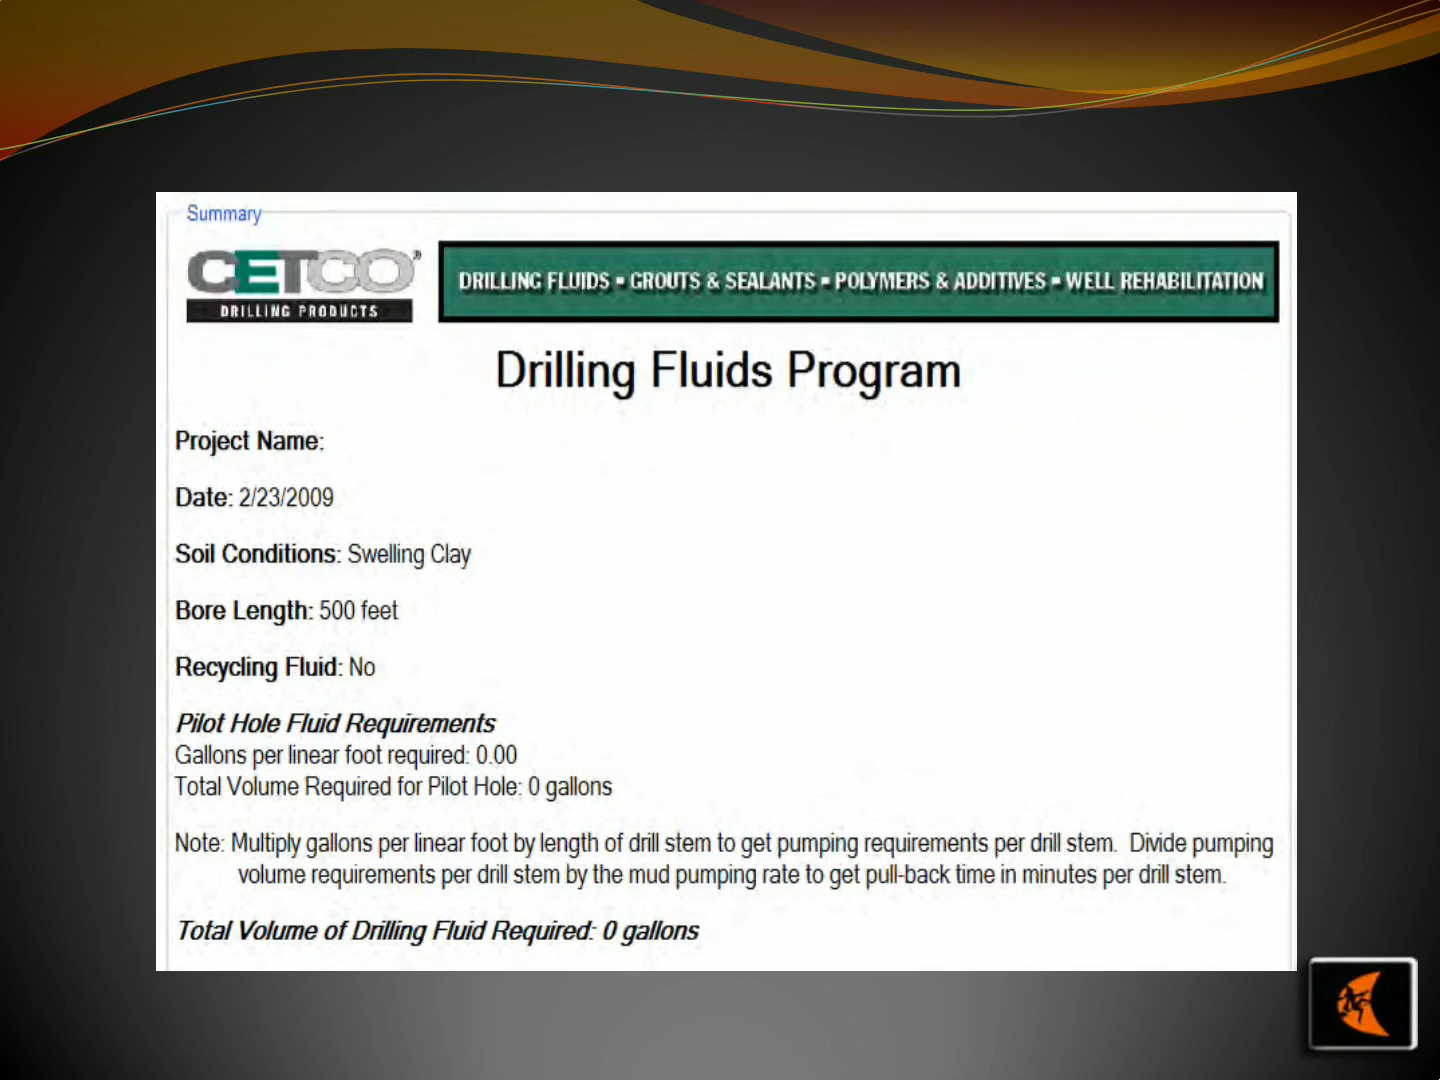 Summary
CETCO®
DRILLING PRODUCTS
DRILLING FLUIDS ▪ GROUTS & SEALANTS ▪ POLYMERS & ADDITIVES ▪ WELL REHABILITATION
Drilling Fluids Program
Project Name:
Date: 2/23/2009
Soil Conditions: Swelling Clay
Bore Length: 500 feet
Recycling Fluid: No
Pilot Hole Fluid Requirements
Gallons per linear foot required: 0.00
Total Volume Required for Pilot Hole: 0 gallons
Note: Multiply gallons per linear foot by length of drill stem to get pumping requirements per drill stem. Divide pumping
volume requirements per drill stem by the mud pumping rate to get pull-back time in minutes per drill stem.
Total Volume of Drilling Fluid Required: 0 gallons